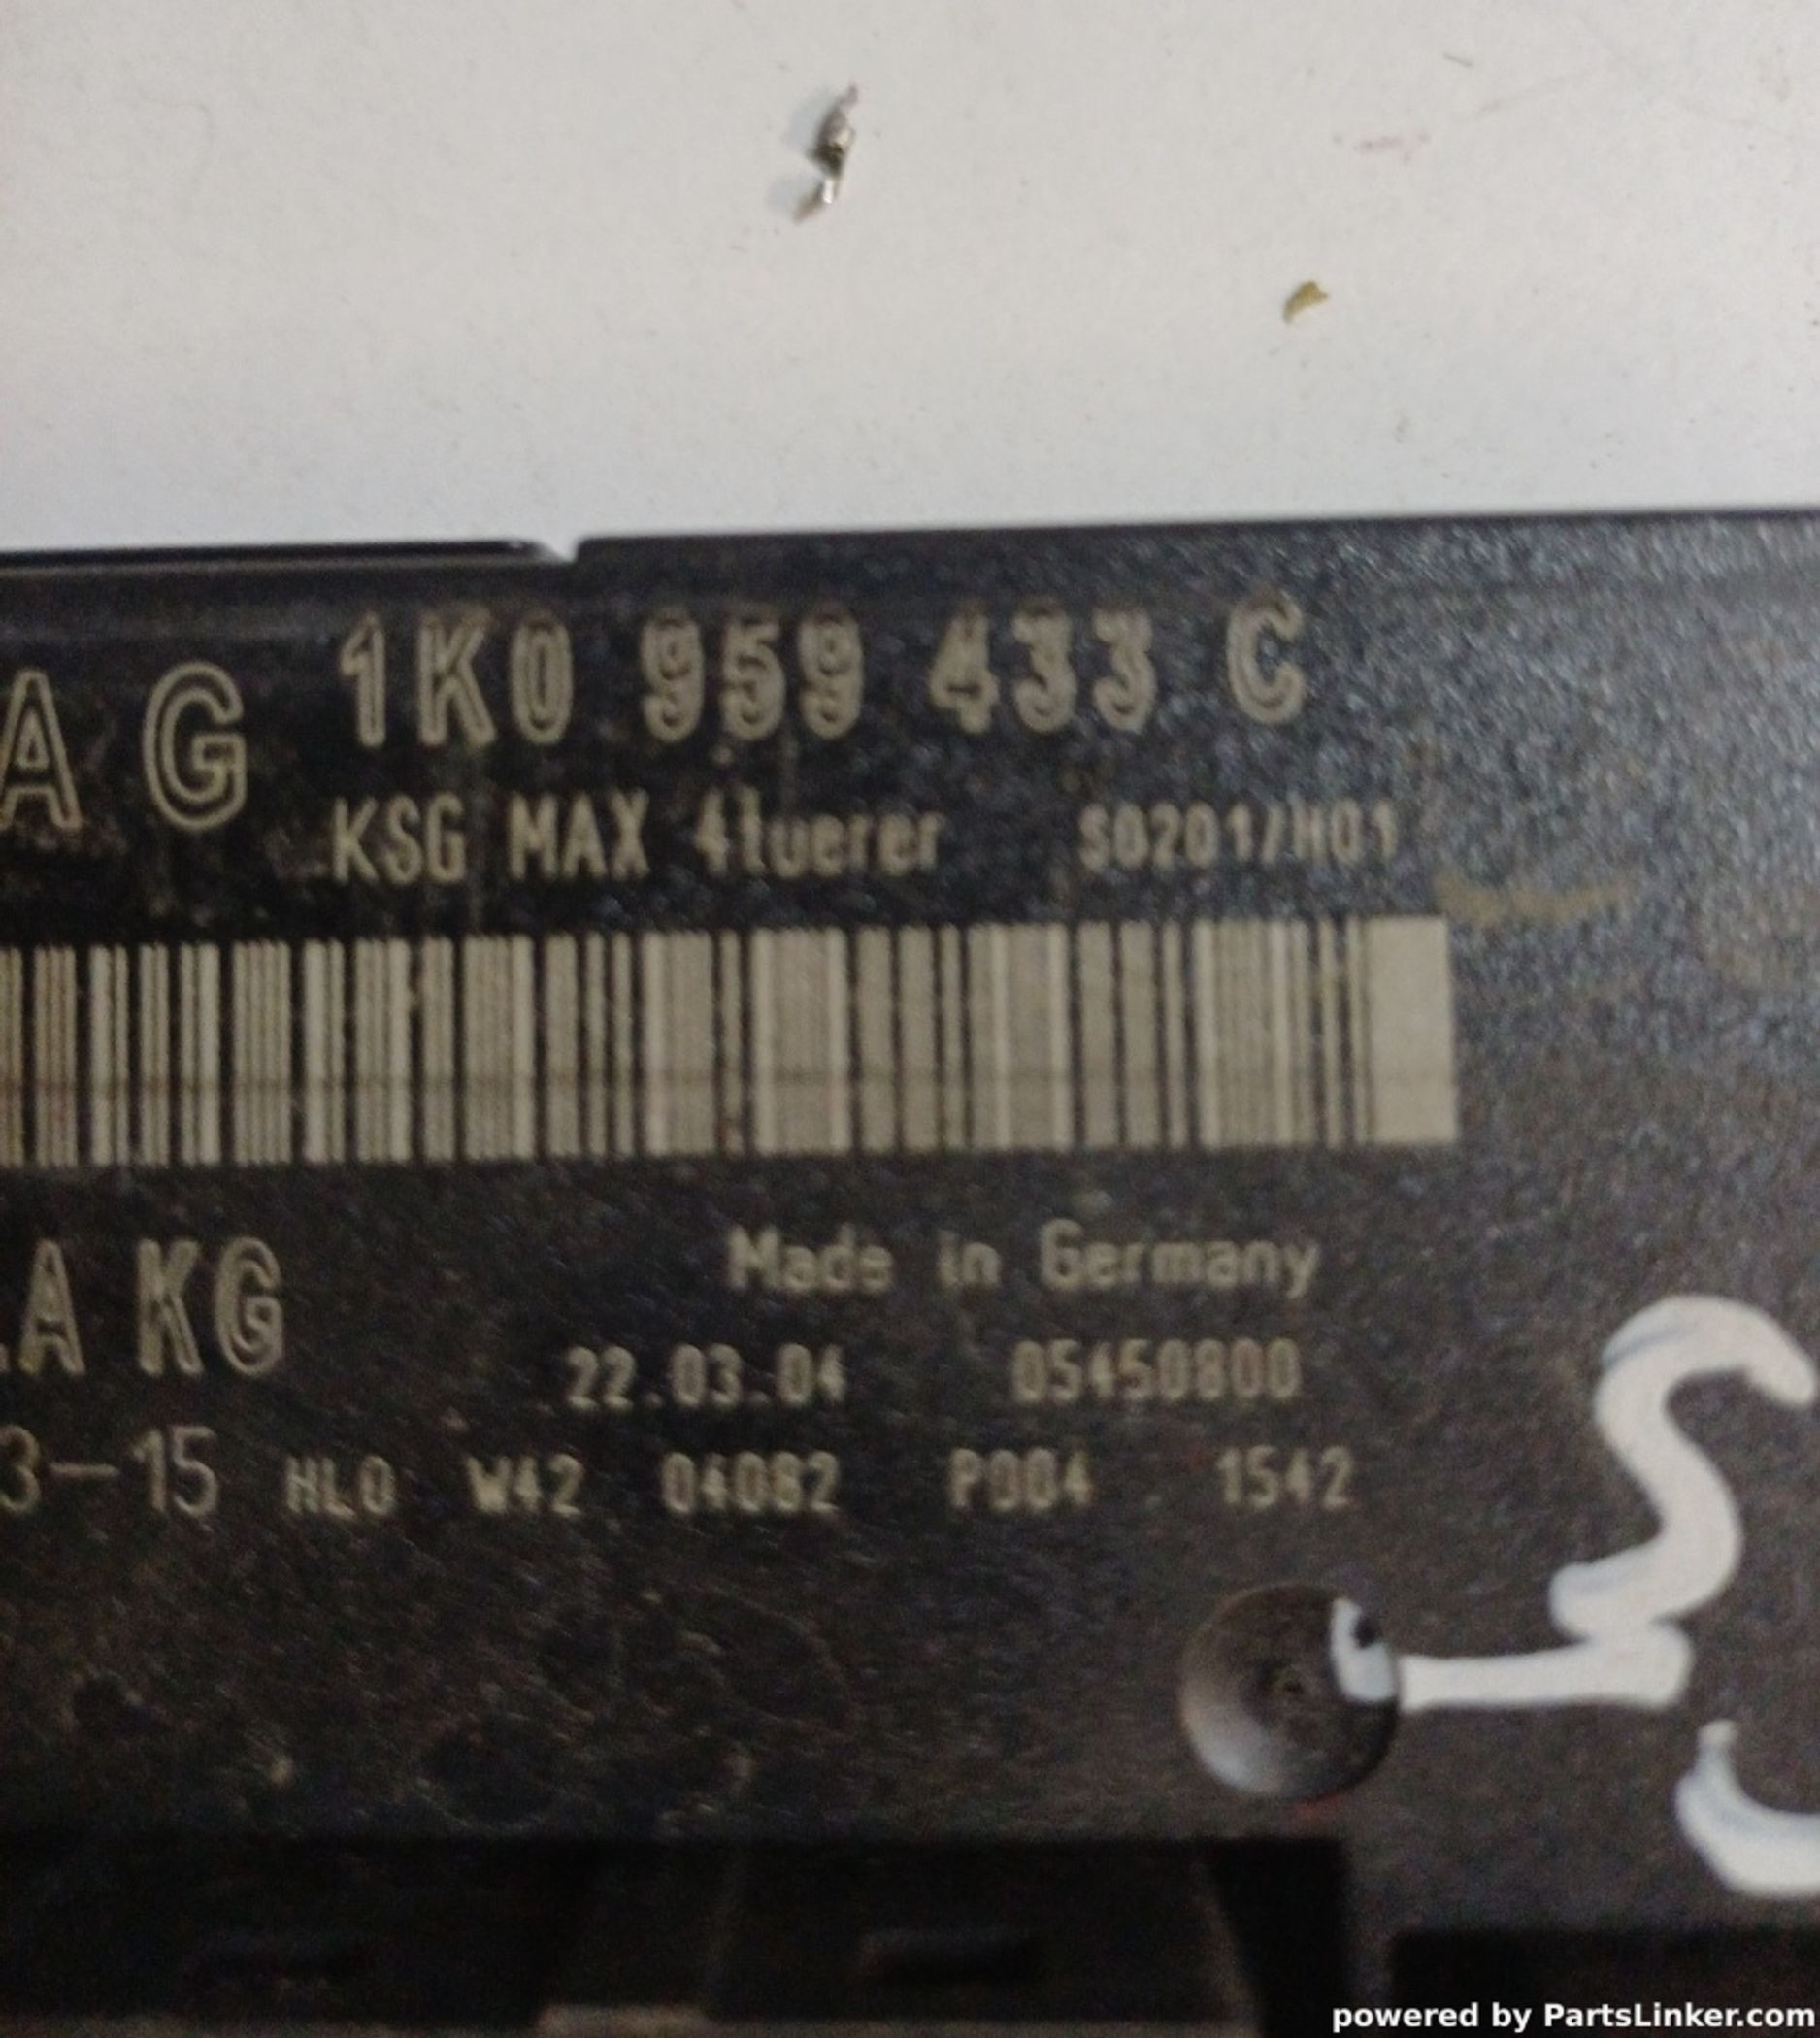 AG 1K0 959 433 C
KSG MAX 4tuerer S0201/H01
.A KG
Made in Germany
22.03.04 05450800
3-15 HLO W42 04082 P004 1542
powered by PartsLinker.com